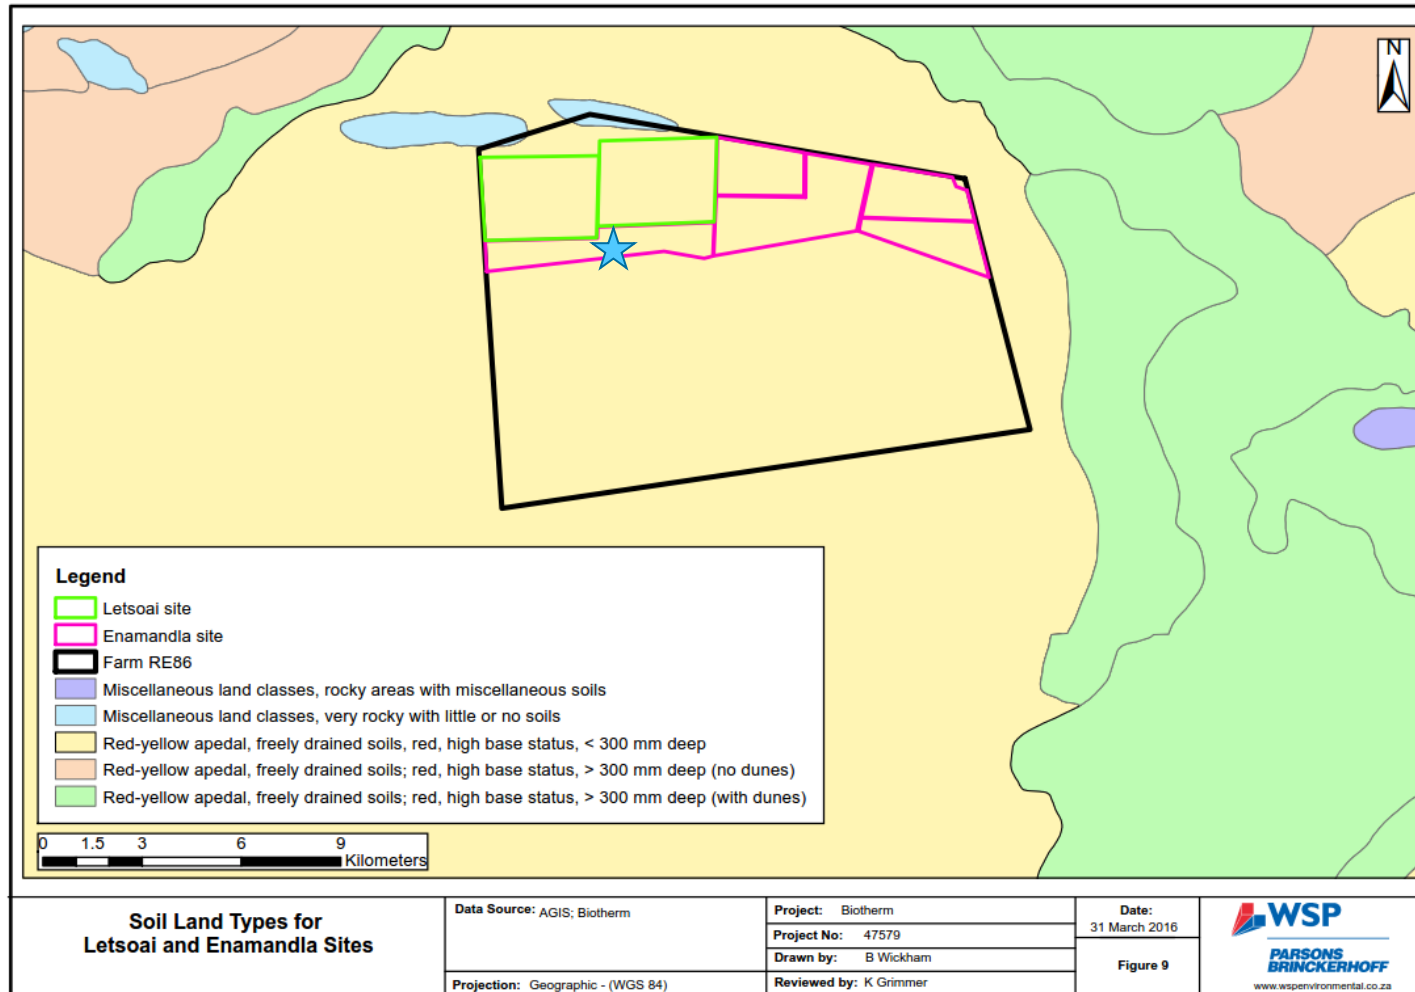 N
Legend
Letsoai site
Enamandla site
Farm RE86
Miscellaneous land classes, rocky areas with miscellaneous soils
Miscellaneous land classes, very rocky with little or no soils
Red-yellow apedal, freely drained soils, red, high base status, < 300 mm deep
Red-yellow apedal, freely drained soils; red, high base status, > 300 mm deep (no dunes)
Red-yellow apedal, freely drained soils; red, high base status, > 300 mm deep (with dunes)
0 1.5 3 6 9
Kilometers
Soil Land Types for
Letsoai and Enamandla Sites
Data Source: AGIS; Biotherm
Projection: Geographic - (WGS 84)
Project: Biotherm
Project No: 47579
Drawn by: B Wickham
Reviewed by: K Grimmer
Date:
31 March 2016
Figure 9
WSP
PARSONS
BRINCKERHOFF
www.wspenvironmental.co.za